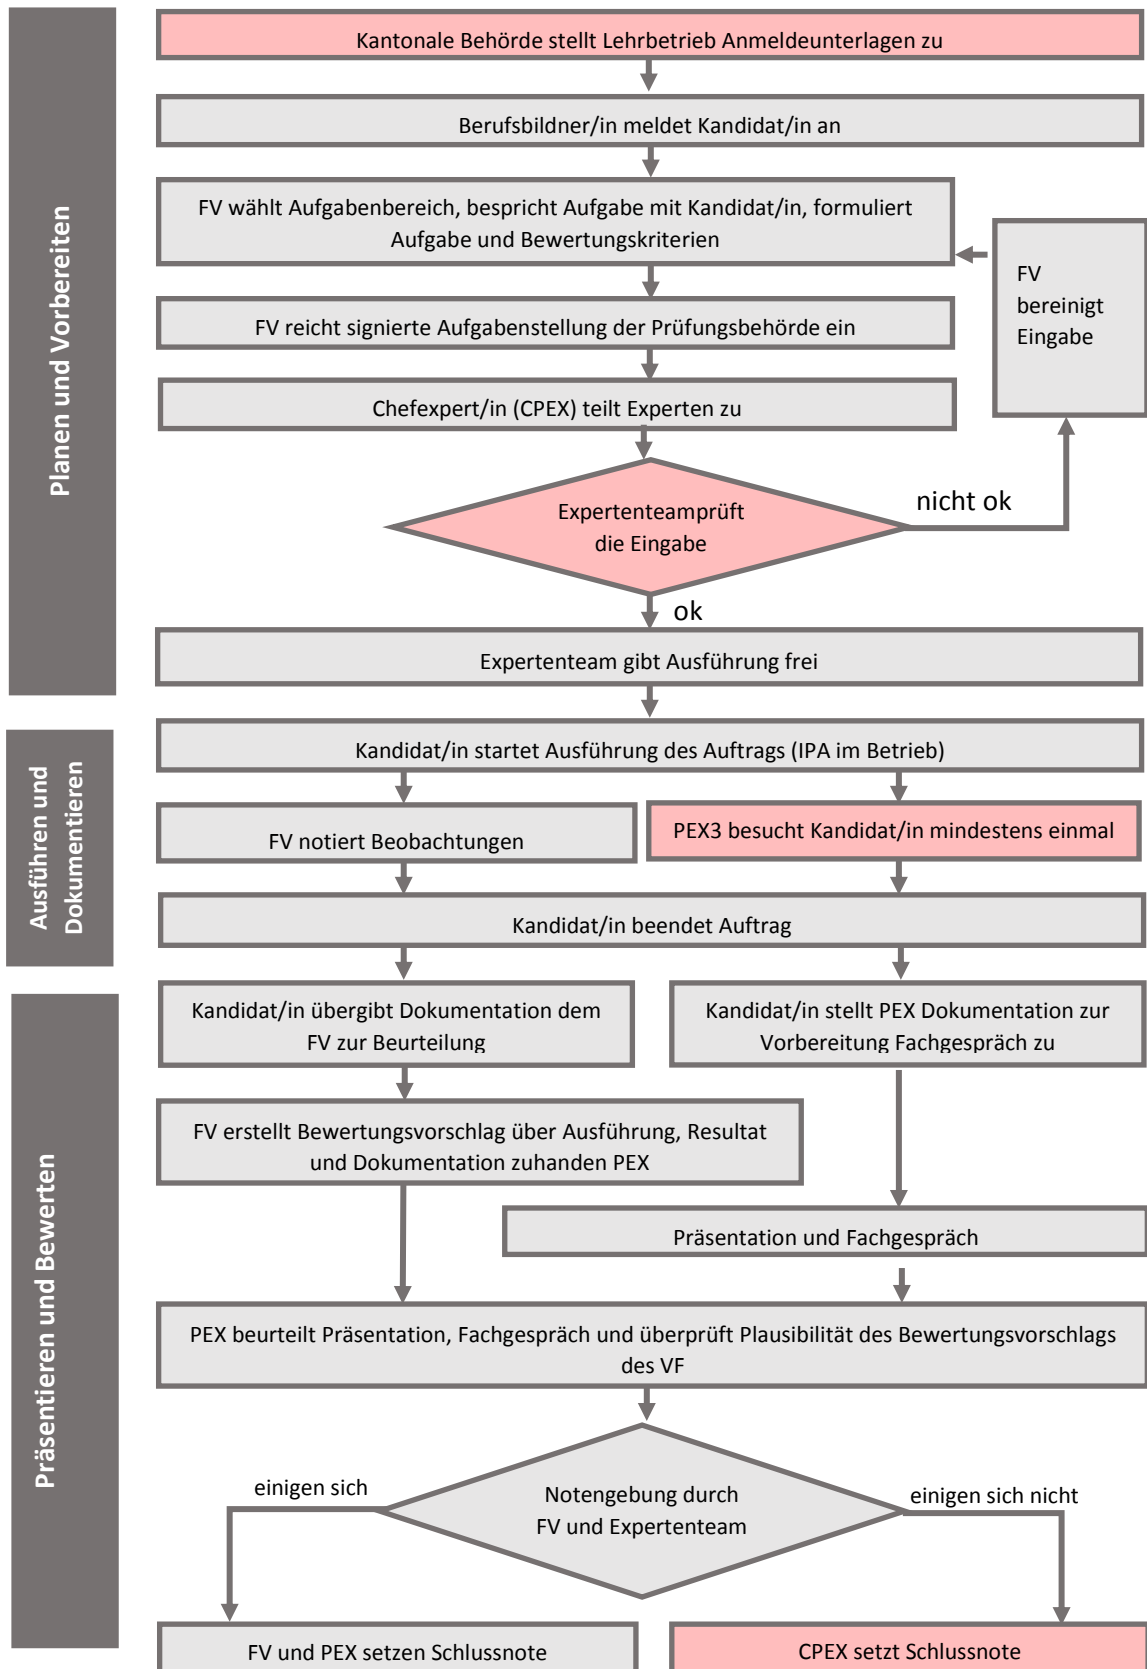 Planen und Vorbereiten
Kantonale Behörde stellt Lehrbetrieb Anmeldeunterlagen zu
Berufsbildner/in meldet Kandidat/in an
FV wählt Aufgabenbereich, bespricht Aufgabe mit Kandidat/in, formuliert
Aufgabe und Bewertungskriterien
FV
bereinigt
Eingabe
FV reicht signierte Aufgabenstellung der Prüfungsbehörde ein
Chefexpert/in (CPEX) teilt Experten zu
Expertenteamprüft
die Eingabe
nicht ok
ok
Expertenteam gibt Ausführung frei
Ausführen und
Dokumentieren
Kandidat/in startet Ausführung des Auftrags (IPA im Betrieb)
FV notiert Beobachtungen
PEX3 besucht Kandidat/in mindestens einmal
Kandidat/in beendet Auftrag
Präsentieren und Bewerten
Kandidat/in übergibt Dokumentation dem
FV zur Beurteilung
Kandidat/in stellt PEX Dokumentation zur
Vorbereitung Fachgespräch zu
FV erstellt Bewertungsvorschlag über Ausführung, Resultat
und Dokumentation zuhanden PEX
Präsentation und Fachgespräch
PEX beurteilt Präsentation, Fachgespräch und überprüft Plausibilität des Bewertungsvorschlags
des VF
einigen sich
Notengebung durch
FV und Expertenteam
einigen sich nicht
FV und PEX setzen Schlussnote
CPEX setzt Schlussnote